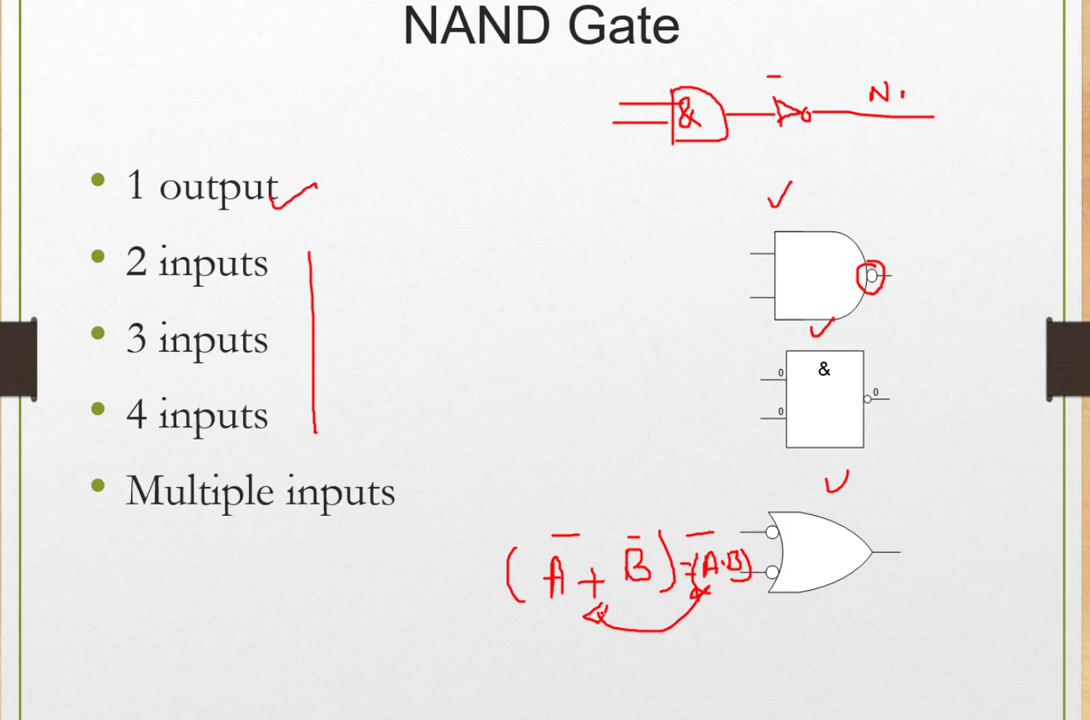 NAND Gate
& N.
1 output
2 inputs
3 inputs
4 inputs
Multiple inputs
&
0
0
0
(A̅ + B̅) = (A·B)̅